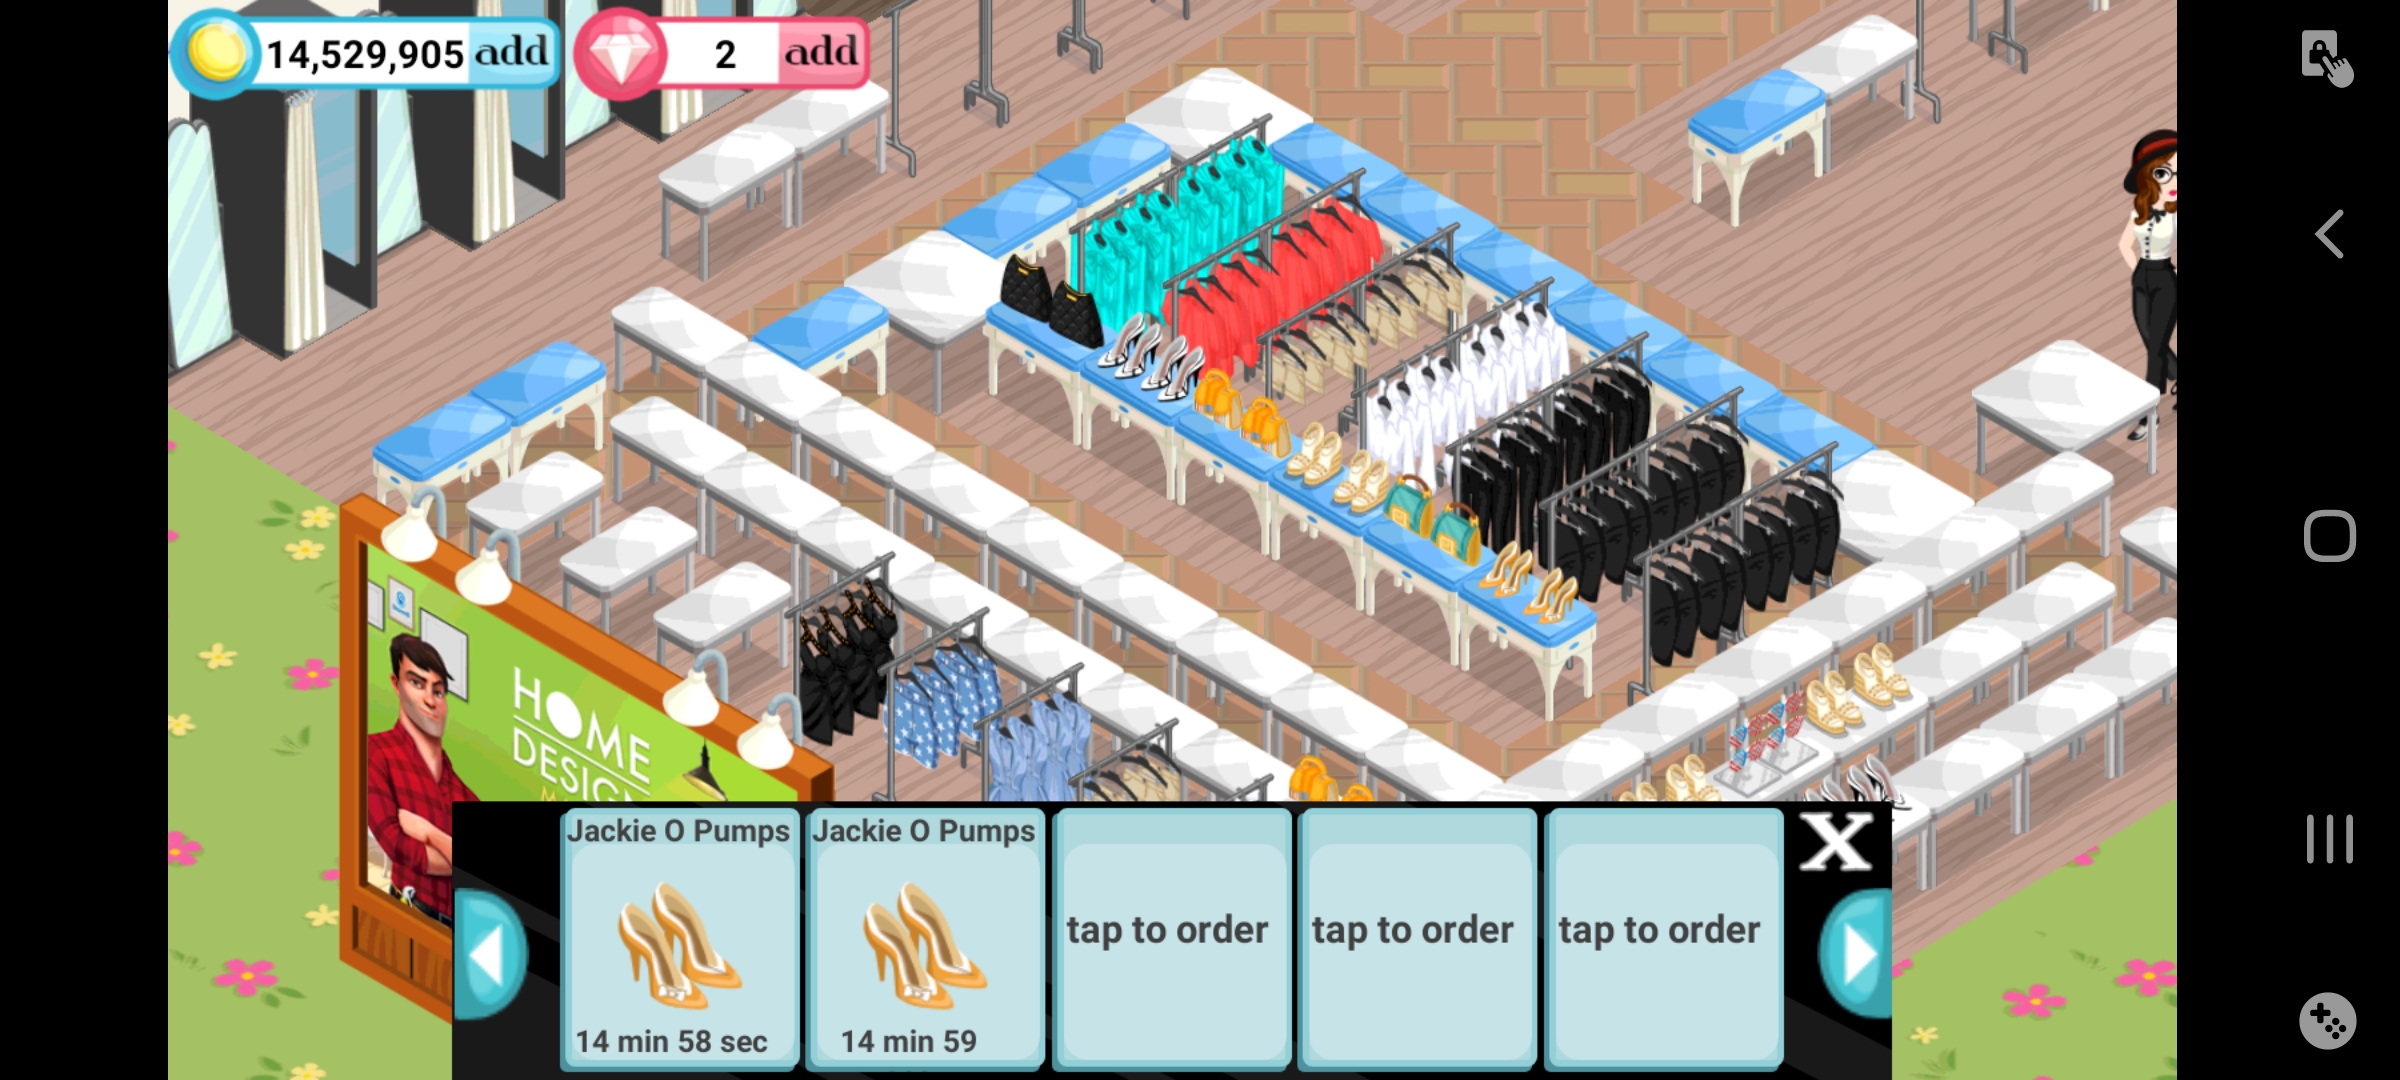 14,529,905 add
2 add
HOME
DESIGN
Jackie O Pumps
14 min 58 sec
Jackie O Pumps
14 min 59
tap to order
tap to order
tap to order
X